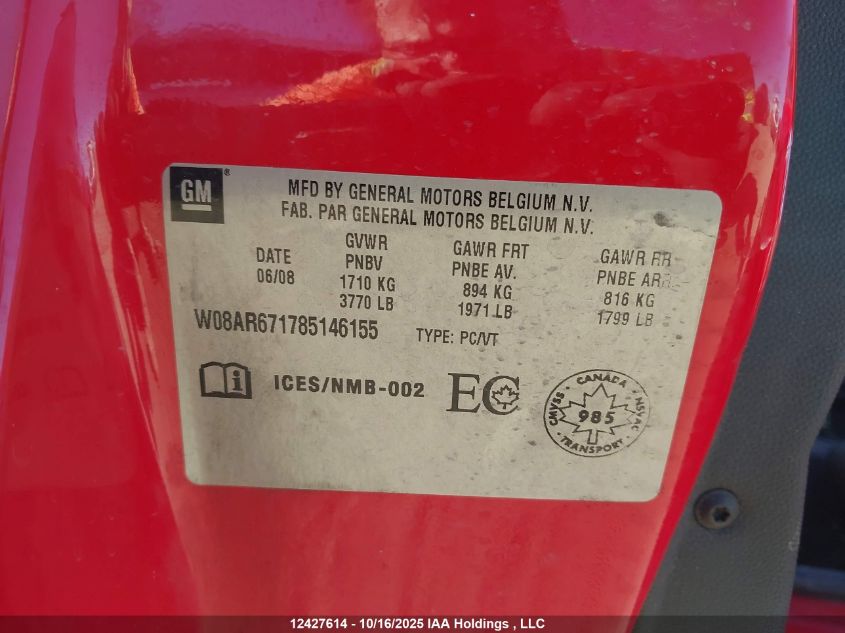 GM ®
MFD BY GENERAL MOTORS BELGIUM N.V.
FAB. PAR GENERAL MOTORS BELGIUM N.V.
DATE
06/08
GVWR
PNBV
1710 KG
3770 LB
GAWR FRT
PNBE AV.
894 KG
1971 LB
GAWR RR
PNBE ARR
816 KG
1799 LB
W08AR671785146155
TYPE: PC/VT
i ICES/NMB-002
EC
CANADA
CMVSS
985
NSVAC
TRANSPORT
12427614 - 10/16/2025 IAA Holdings , LLC